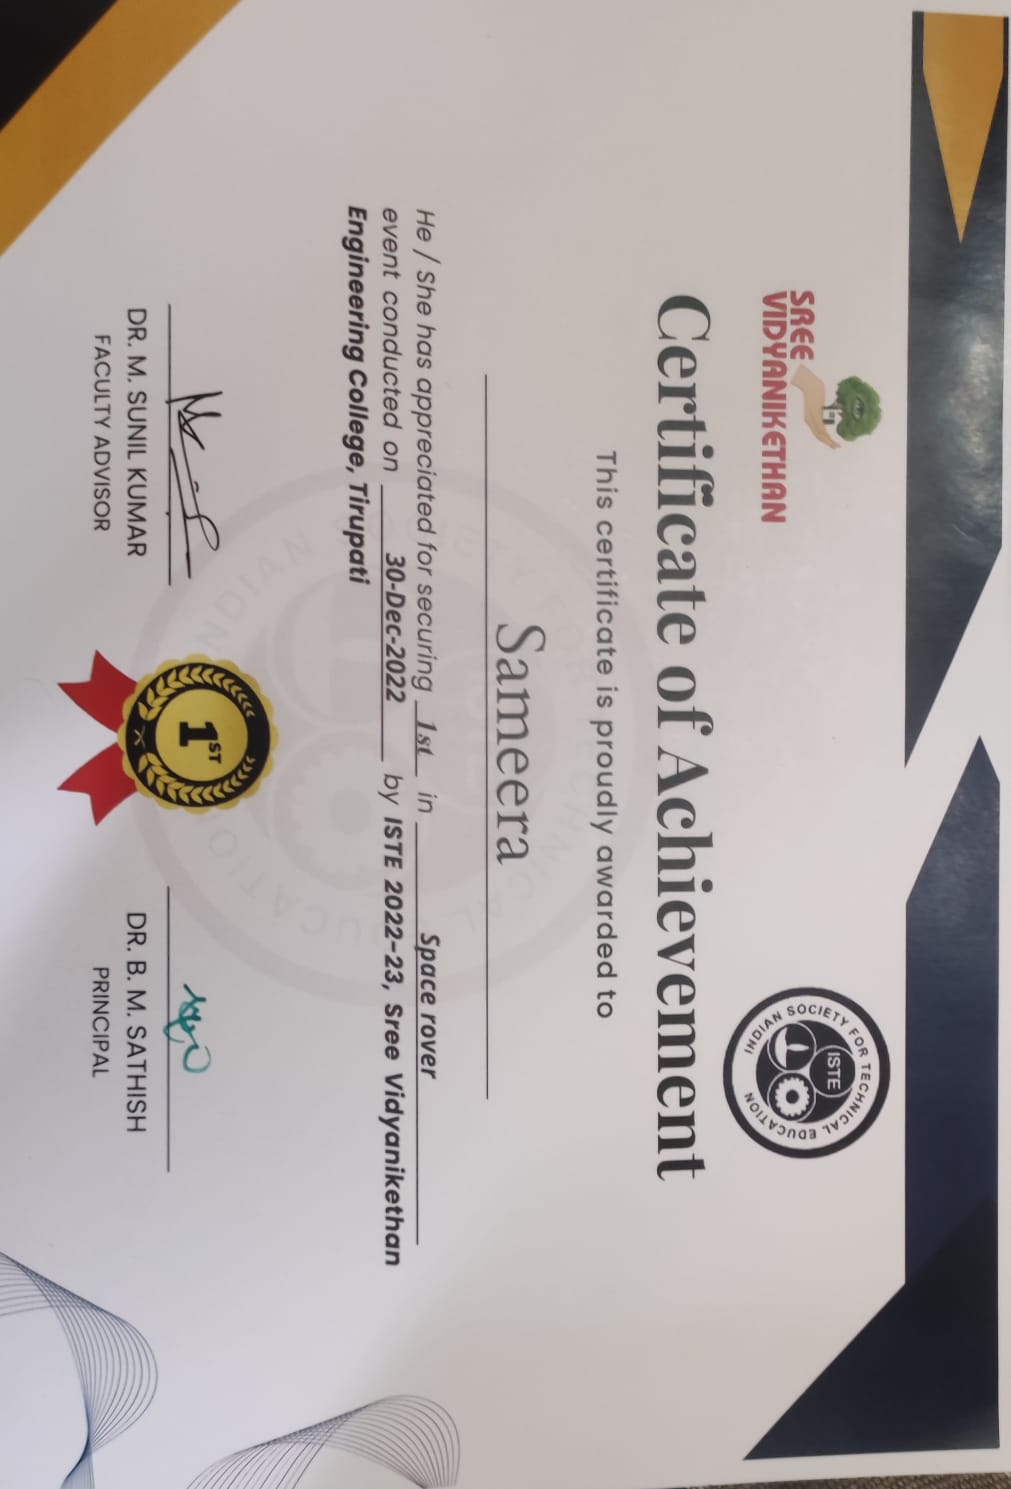 SREE
VIDYANIKETHAN
INDIAN SOCIETY FOR TECHNICAL EDUCATION
ISTE
Certificate of Achievement
This certificate is proudly awarded to
Sameera
He / She has appreciated for securing 1st in Space rover
event conducted on 30-Dec-2022 by ISTE 2022-23, Sree Vidyanikethan
Engineering College, Tirupati
1ST
DR. M. SUNIL KUMAR
FACULTY ADVISOR
DR. B. M. SATHISH
PRINCIPAL